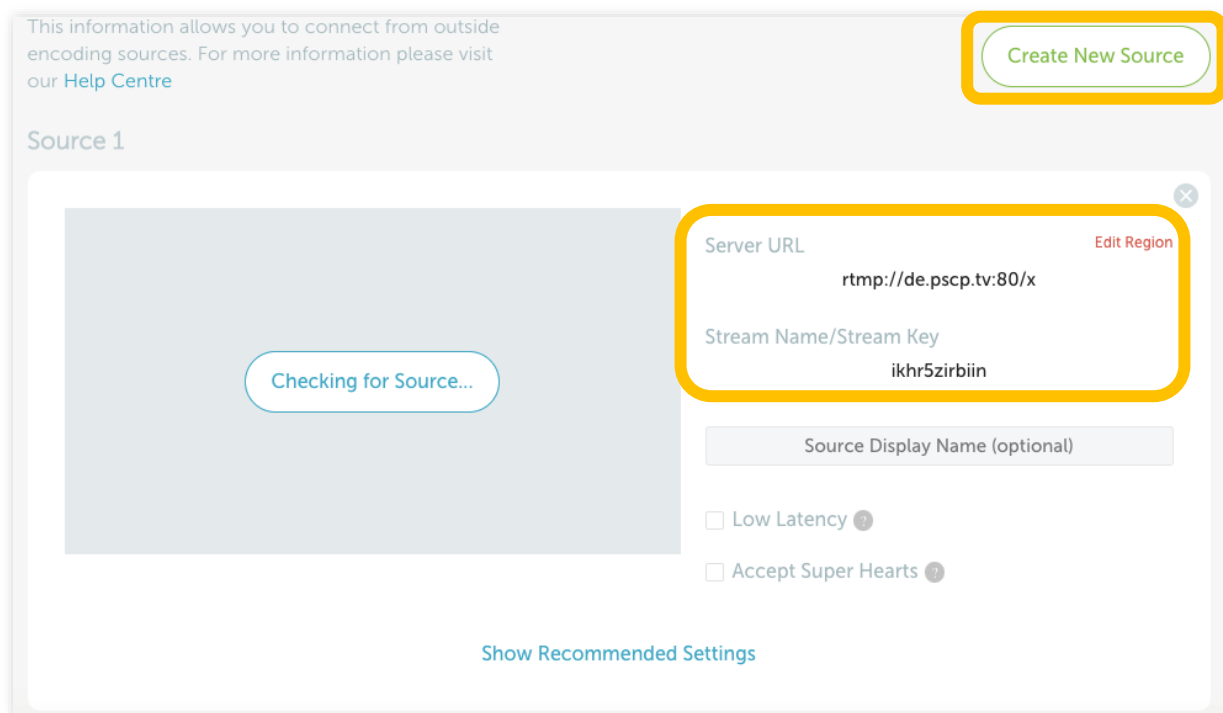 This information allows you to connect from outside
encoding sources. For more information please visit
our Help Centre
Create New Source
Source 1
Server URL
Edit Region
rtmp://de.pscp.tv:80/x
Stream Name/Stream Key
ikhr5zirbiin
Checking for Source...
Source Display Name (optional)
Low Latency ?
Accept Super Hearts ?
Show Recommended Settings